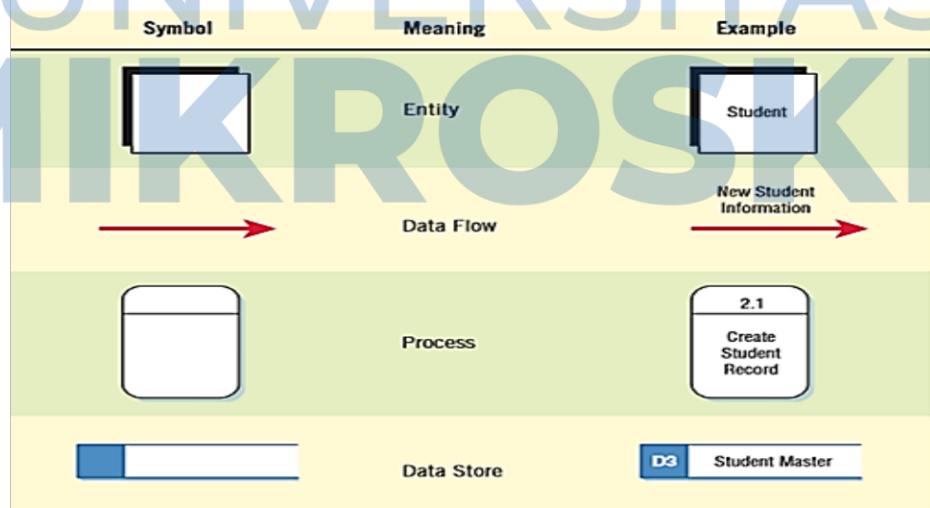 UNIVERSITAS
Symbol Meaning Example
MIKROSKIL
Entity
Student
Data Flow
New Student
Information
Process
2.1
Create
Student
Record
Data Store
D3 Student Master